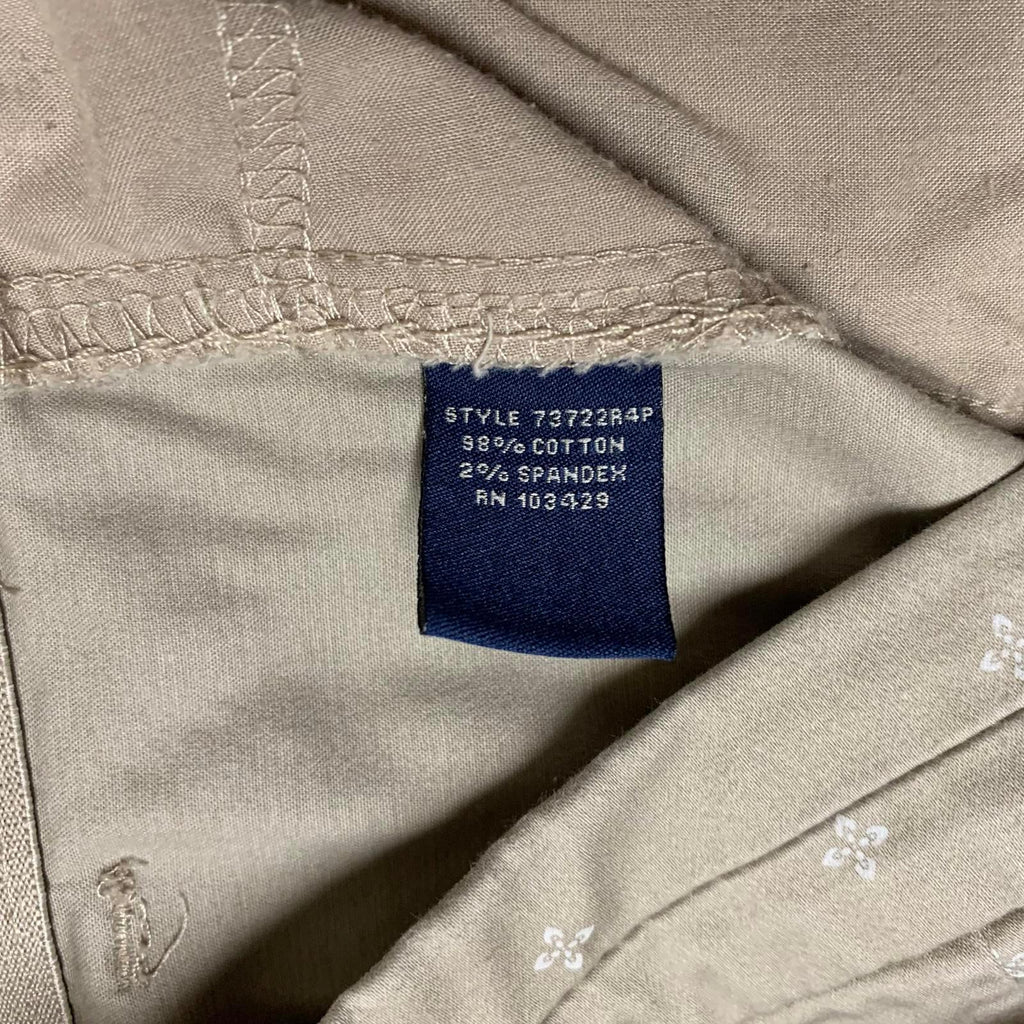 STYLE 73722R4P
98% COTTON
2% SPANDEX
RN 103429